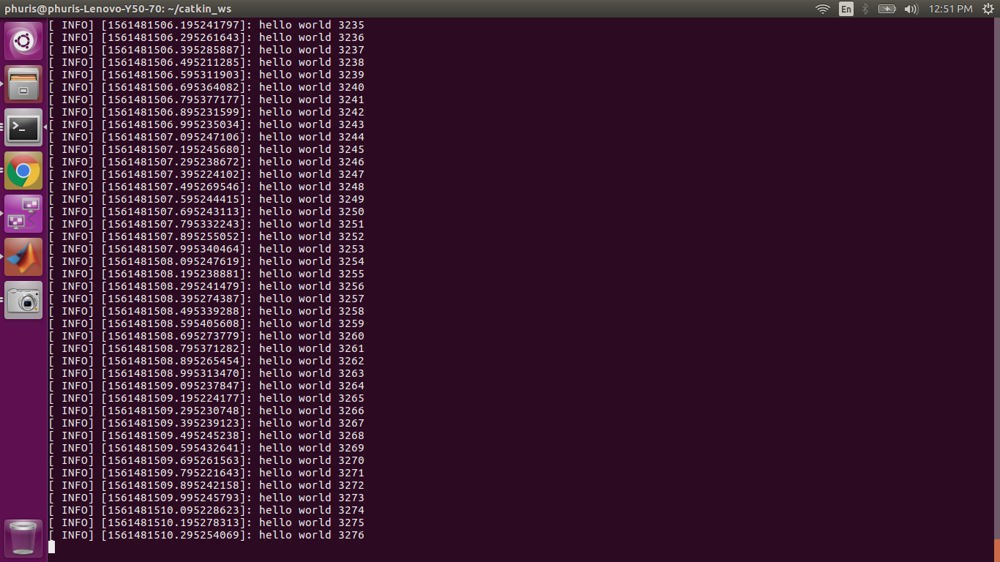 phuris@phuris-Lenovo-Y50-70: ~/catkin_ws
En
12:51 PM
[ INFO] [1561481506.195241797]: hello world 3235
[ INFO] [1561481506.295261643]: hello world 3236
[ INFO] [1561481506.395285887]: hello world 3237
[ INFO] [1561481506.495211285]: hello world 3238
[ INFO] [1561481506.595311903]: hello world 3239
[ INFO] [1561481506.695364082]: hello world 3240
[ INFO] [1561481506.795377177]: hello world 3241
[ INFO] [1561481506.895231599]: hello world 3242
[ INFO] [1561481506.995235034]: hello world 3243
[ INFO] [1561481507.095247106]: hello world 3244
[ INFO] [1561481507.195245680]: hello world 3245
[ INFO] [1561481507.295238672]: hello world 3246
[ INFO] [1561481507.395224102]: hello world 3247
[ INFO] [1561481507.495269546]: hello world 3248
[ INFO] [1561481507.595244415]: hello world 3249
[ INFO] [1561481507.695243113]: hello world 3250
[ INFO] [1561481507.795332243]: hello world 3251
[ INFO] [1561481507.895255052]: hello world 3252
[ INFO] [1561481507.995340464]: hello world 3253
[ INFO] [1561481508.095247619]: hello world 3254
[ INFO] [1561481508.195238881]: hello world 3255
[ INFO] [1561481508.295241479]: hello world 3256
[ INFO] [1561481508.395274387]: hello world 3257
[ INFO] [1561481508.495339288]: hello world 3258
[ INFO] [1561481508.595405608]: hello world 3259
[ INFO] [1561481508.695273779]: hello world 3260
[ INFO] [1561481508.795371282]: hello world 3261
[ INFO] [1561481508.895265454]: hello world 3262
[ INFO] [1561481508.995313470]: hello world 3263
[ INFO] [1561481509.095237847]: hello world 3264
[ INFO] [1561481509.195224177]: hello world 3265
[ INFO] [1561481509.295230748]: hello world 3266
[ INFO] [1561481509.395239123]: hello world 3267
[ INFO] [1561481509.495245238]: hello world 3268
[ INFO] [1561481509.595432641]: hello world 3269
[ INFO] [1561481509.695261563]: hello world 3270
[ INFO] [1561481509.795221643]: hello world 3271
[ INFO] [1561481509.895242158]: hello world 3272
[ INFO] [1561481509.995245793]: hello world 3273
[ INFO] [1561481510.095228623]: hello world 3274
[ INFO] [1561481510.195278313]: hello world 3275
[ INFO] [1561481510.295254069]: hello world 3276